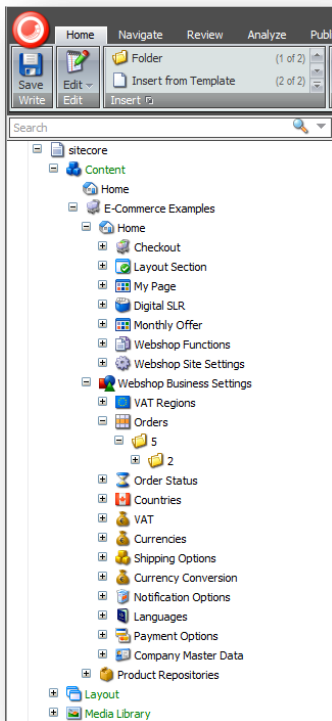 Home Navigate Review Analyze Publ
Save
Write
Edit
Edit
Folder (1 of 2)
Insert from Template (2 of 2)
Insert
Search
sitecore
Content
Home
E-Commerce Examples
Home
Checkout
Layout Section
My Page
Digital SLR
Monthly Offer
Webshop Functions
Webshop Site Settings
Webshop Business Settings
VAT Regions
Orders
5
2
Order Status
Countries
VAT
Currencies
Shipping Options
Currency Conversion
Notification Options
Languages
Payment Options
Company Master Data
Product Repositories
Layout
Media Library